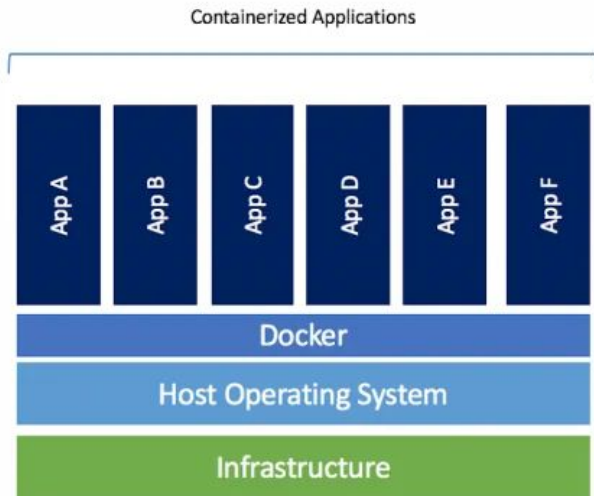 Containerized Applications
App A
App B
App C
App D
App E
App F
Docker
Host Operating System
Infrastructure